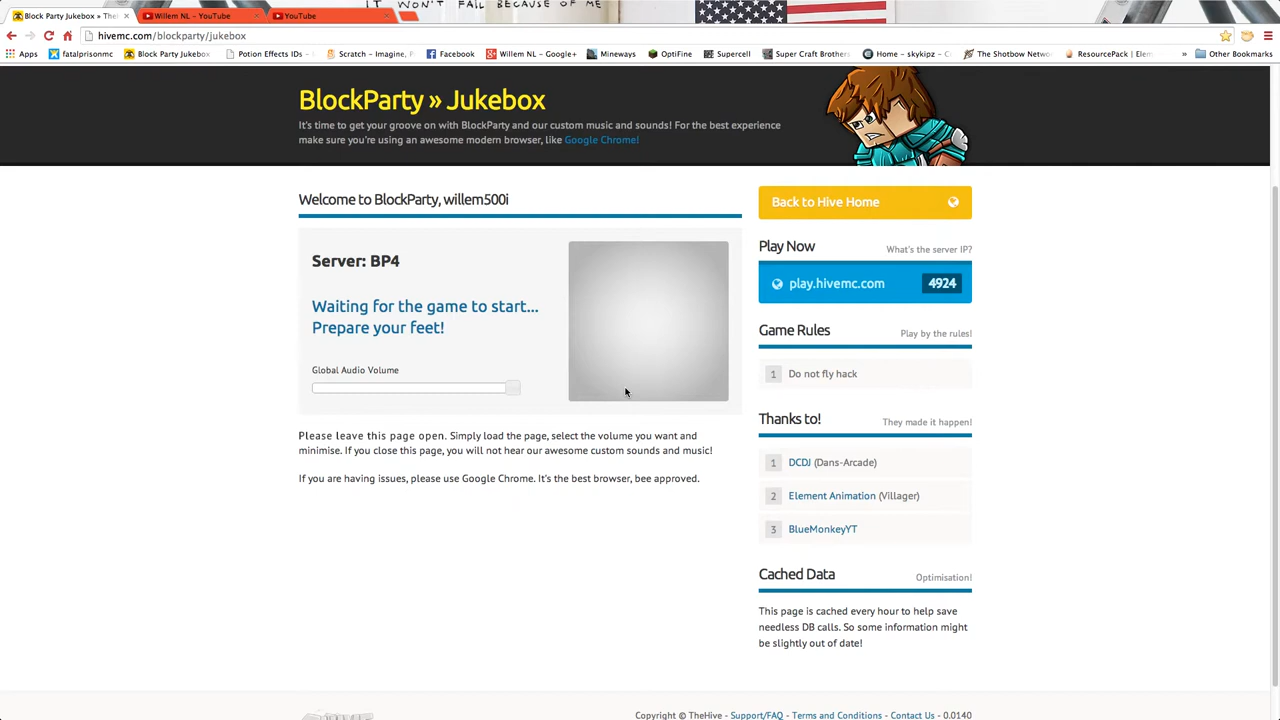 IT WON'T BECAUSE OF ME
Block Party Jukebox » The
Willem NL - YouTube
YouTube
hivemc.com/blockparty/jukebox
Apps
fatalprisonmc
Block Party Jukebox
Potion Effects IDs –
Scratch – Imagine, P
Facebook
Willem NL – Google+
Mineways
OptiFine
Supercell
Super Craft Brothers
Home – skykipz
The Shotbow Netwo
ResourcePack | Elem
»
Other Bookmarks
BlockParty » Jukebox
It's time to get your groove on with BlockParty and our custom music and sounds! For the best experience
make sure you're using an awesome modern browser, like Google Chrome!
Welcome to BlockParty, willem500i
Server: BP4
Waiting for the game to start...
Prepare your feet!
Global Audio Volume
Please leave this page open. Simply load the page, select the volume you want and
minimise. If you close this page, you will not hear our awesome custom sounds and music!
If you are having issues, please use Google Chrome. It's the best browser, bee approved.
Back to Hive Home
Play Now What's the server IP?
play.hivemc.com 4924
Game Rules Play by the rules!
1 Do not fly hack
Thanks to! They made it happen!
1 DCDJ (Dans-Arcade)
2 Element Animation (Villager)
3 BlueMonkeyYT
Cached Data Optimisation!
This page is cached every hour to help save
needless DB calls. So some information might
be slightly out of date!
Copyright © TheHive - Support/FAQ - Terms and Conditions - Contact Us - 0.0140